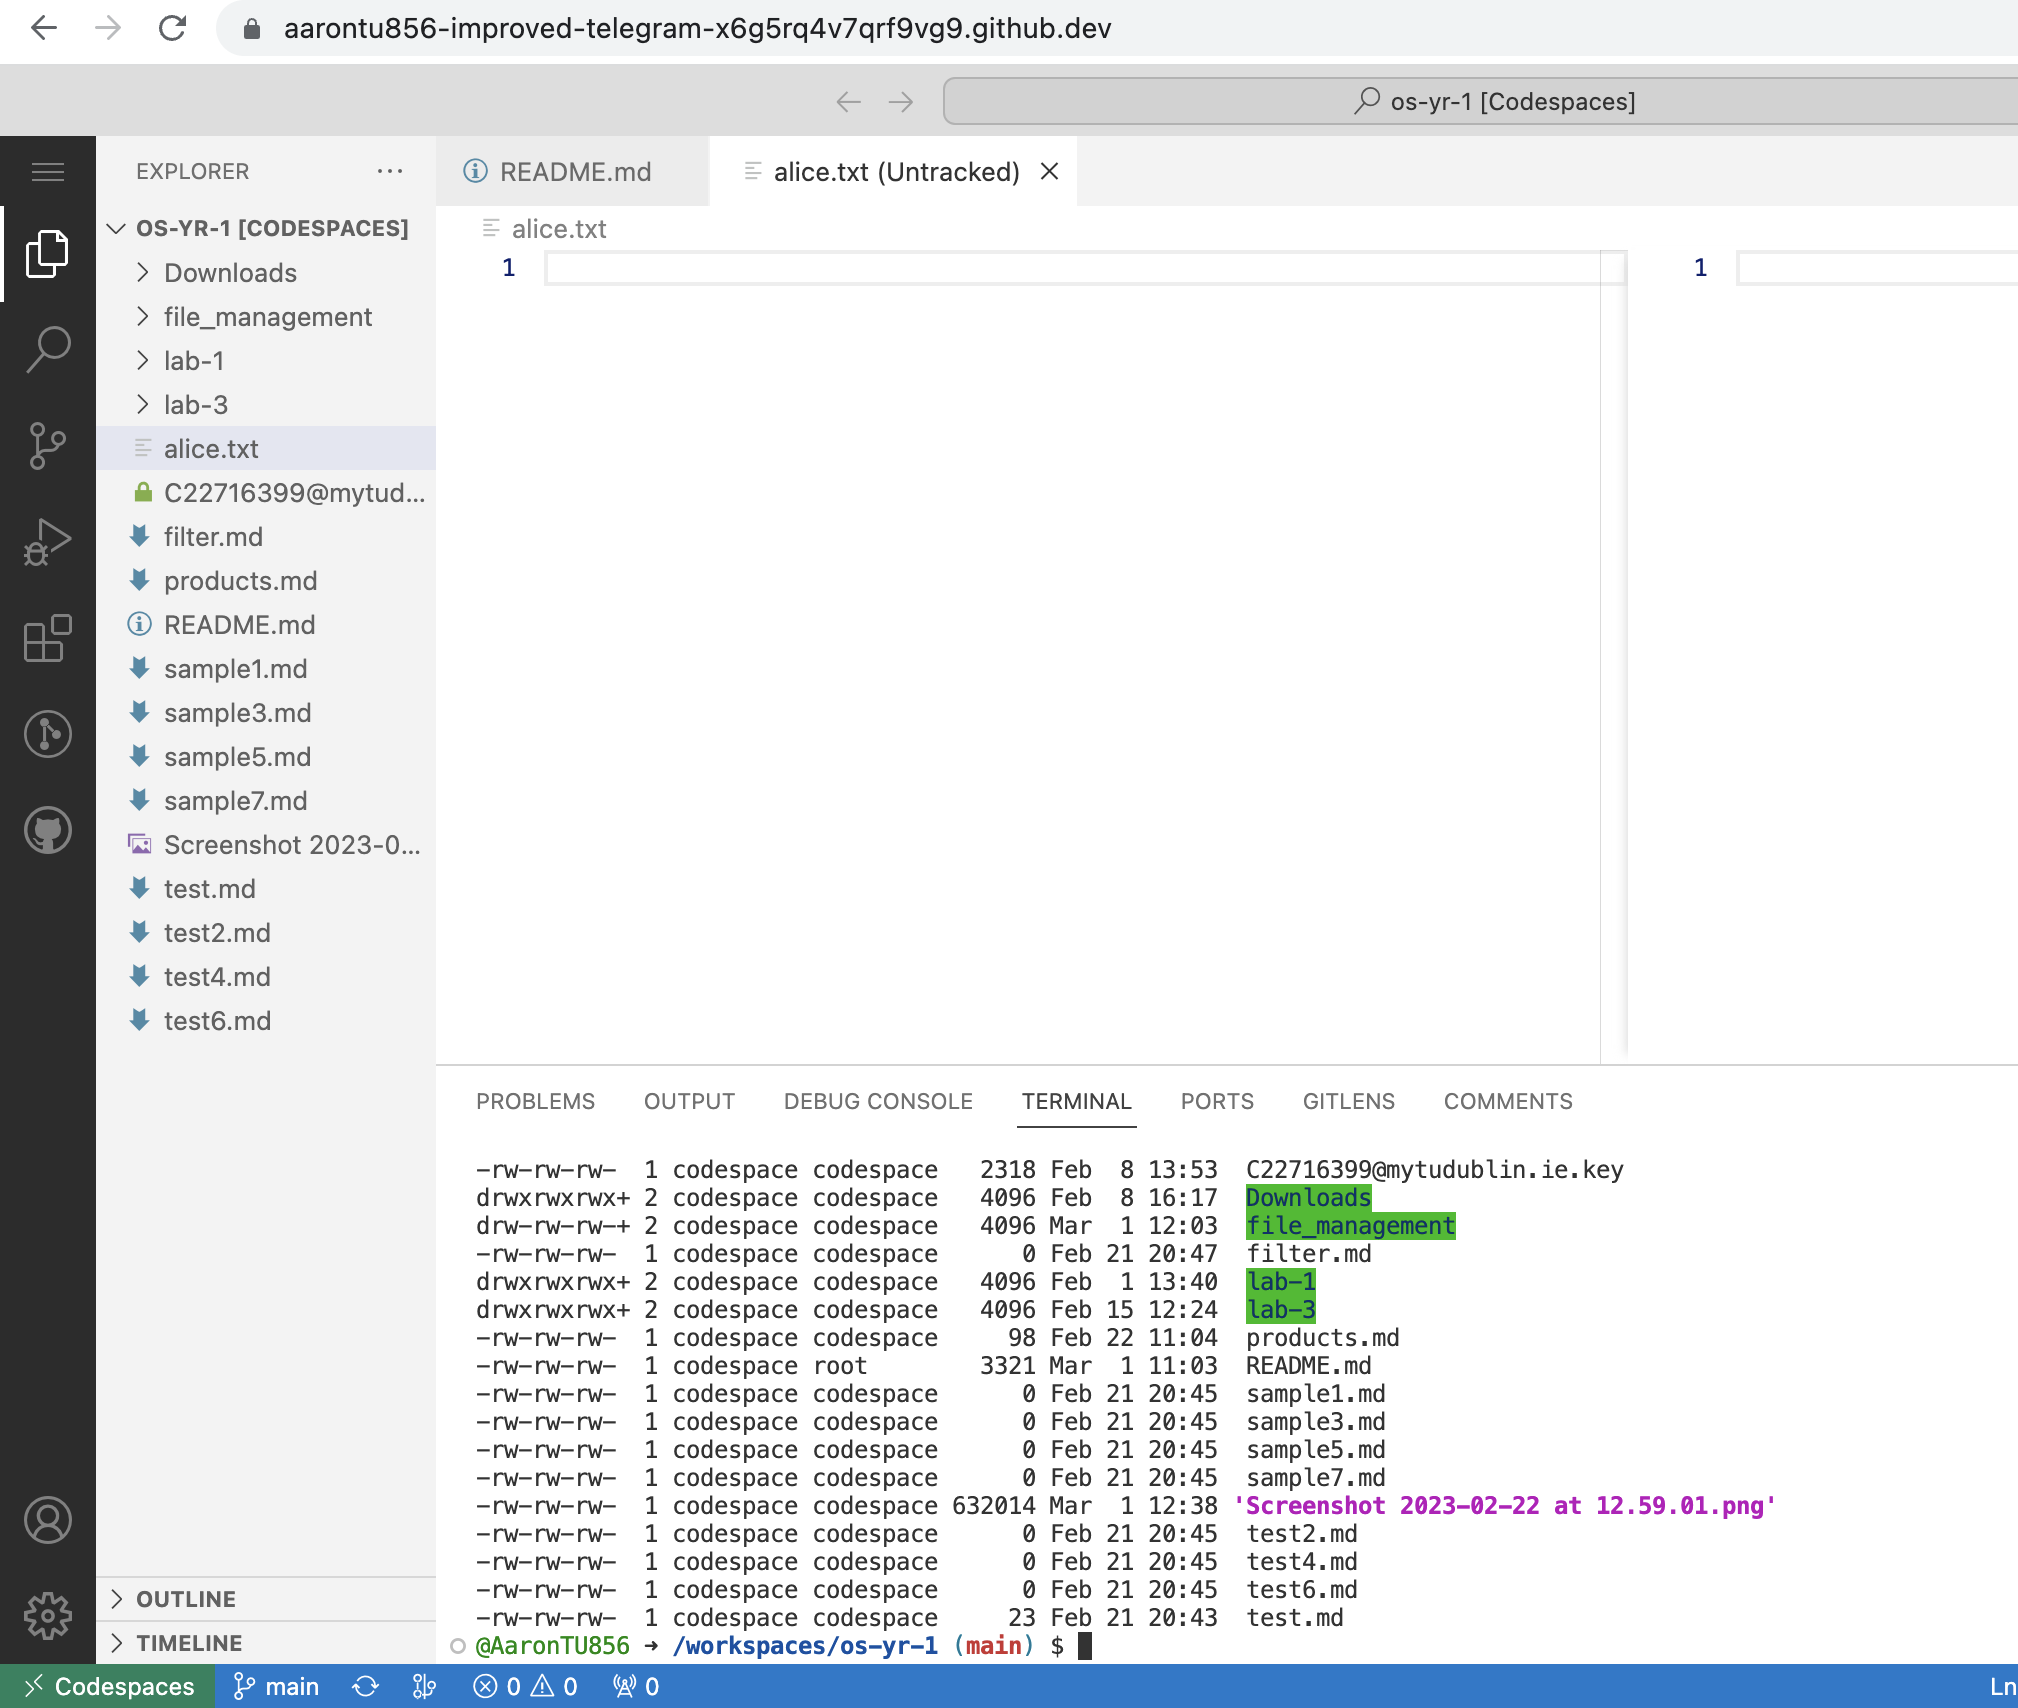 aarontu856-improved-telegram-x6g5rq4v7qrf9vg9.github.dev
os-yr-1 [Codespaces]
EXPLORER
README.md
alice.txt (Untracked)
OS-YR-1 [CODESPACES]
Downloads
file_management
lab-1
lab-3
alice.txt
C22716399@mytud...
filter.md
products.md
README.md
sample1.md
sample3.md
sample5.md
sample7.md
Screenshot 2023-0...
test.md
test2.md
test4.md
test6.md
OUTLINE
TIMELINE
alice.txt
1
1
PROBLEMS OUTPUT DEBUG CONSOLE TERMINAL PORTS GITLENS COMMENTS
-rw-rw-rw- 1 codespace codespace 2318 Feb 8 13:53 C22716399@mytudublin.ie.key
drwxrwxrwx+ 2 codespace codespace 4096 Feb 8 16:17 Downloads
drw-rw-rw-+ 2 codespace codespace 4096 Mar 1 12:03 file_management
-rw-rw-rw- 1 codespace codespace 0 Feb 21 20:47 filter.md
drwxrwxrwx+ 2 codespace codespace 4096 Feb 1 13:40 lab-1
drwxrwxrwx+ 2 codespace codespace 4096 Feb 15 12:24 lab-3
-rw-rw-rw- 1 codespace codespace 98 Feb 22 11:04 products.md
-rw-rw-rw- 1 codespace root 3321 Mar 1 11:03 README.md
-rw-rw-rw- 1 codespace codespace 0 Feb 21 20:45 sample1.md
-rw-rw-rw- 1 codespace codespace 0 Feb 21 20:45 sample3.md
-rw-rw-rw- 1 codespace codespace 0 Feb 21 20:45 sample5.md
-rw-rw-rw- 1 codespace codespace 0 Feb 21 20:45 sample7.md
-rw-rw-rw- 1 codespace codespace 632014 Mar 1 12:38 'Screenshot 2023-02-22 at 12.59.01.png'
-rw-rw-rw- 1 codespace codespace 0 Feb 21 20:45 test2.md
-rw-rw-rw- 1 codespace codespace 0 Feb 21 20:45 test4.md
-rw-rw-rw- 1 codespace codespace 0 Feb 21 20:45 test6.md
-rw-rw-rw- 1 codespace codespace 23 Feb 21 20:43 test.md
@AaronTU856 ➜ /workspaces/os-yr-1 (main) $
Codespaces main 0 0 0 Ln